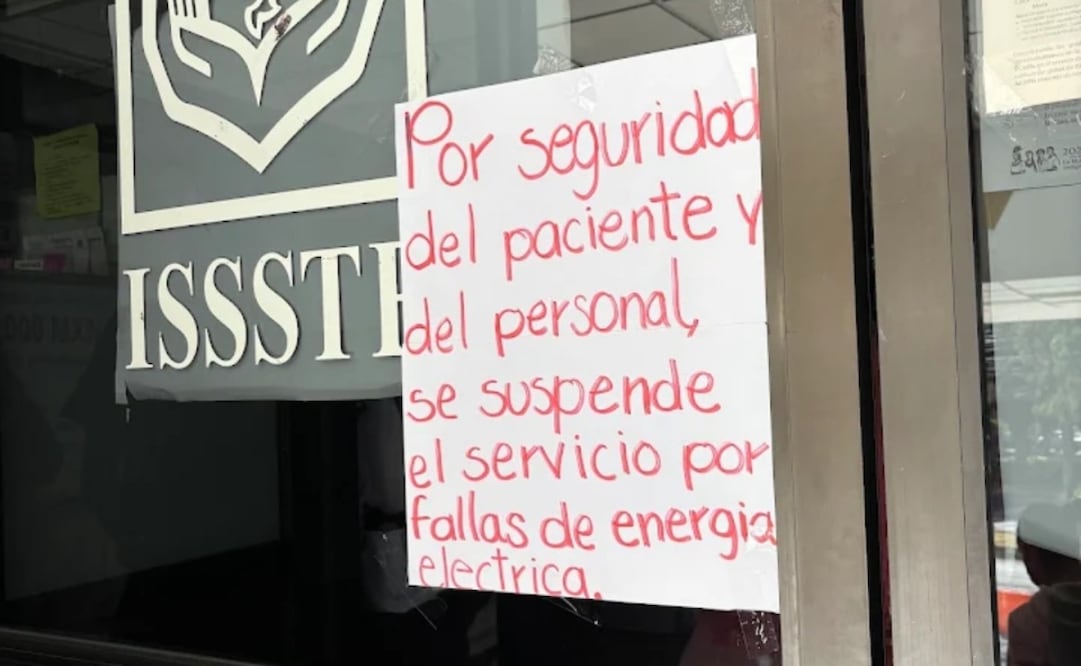 ISSSTE
Por seguridad
del paciente y
del personal,
se suspende
el servicio por
fallas de energia
electrica.